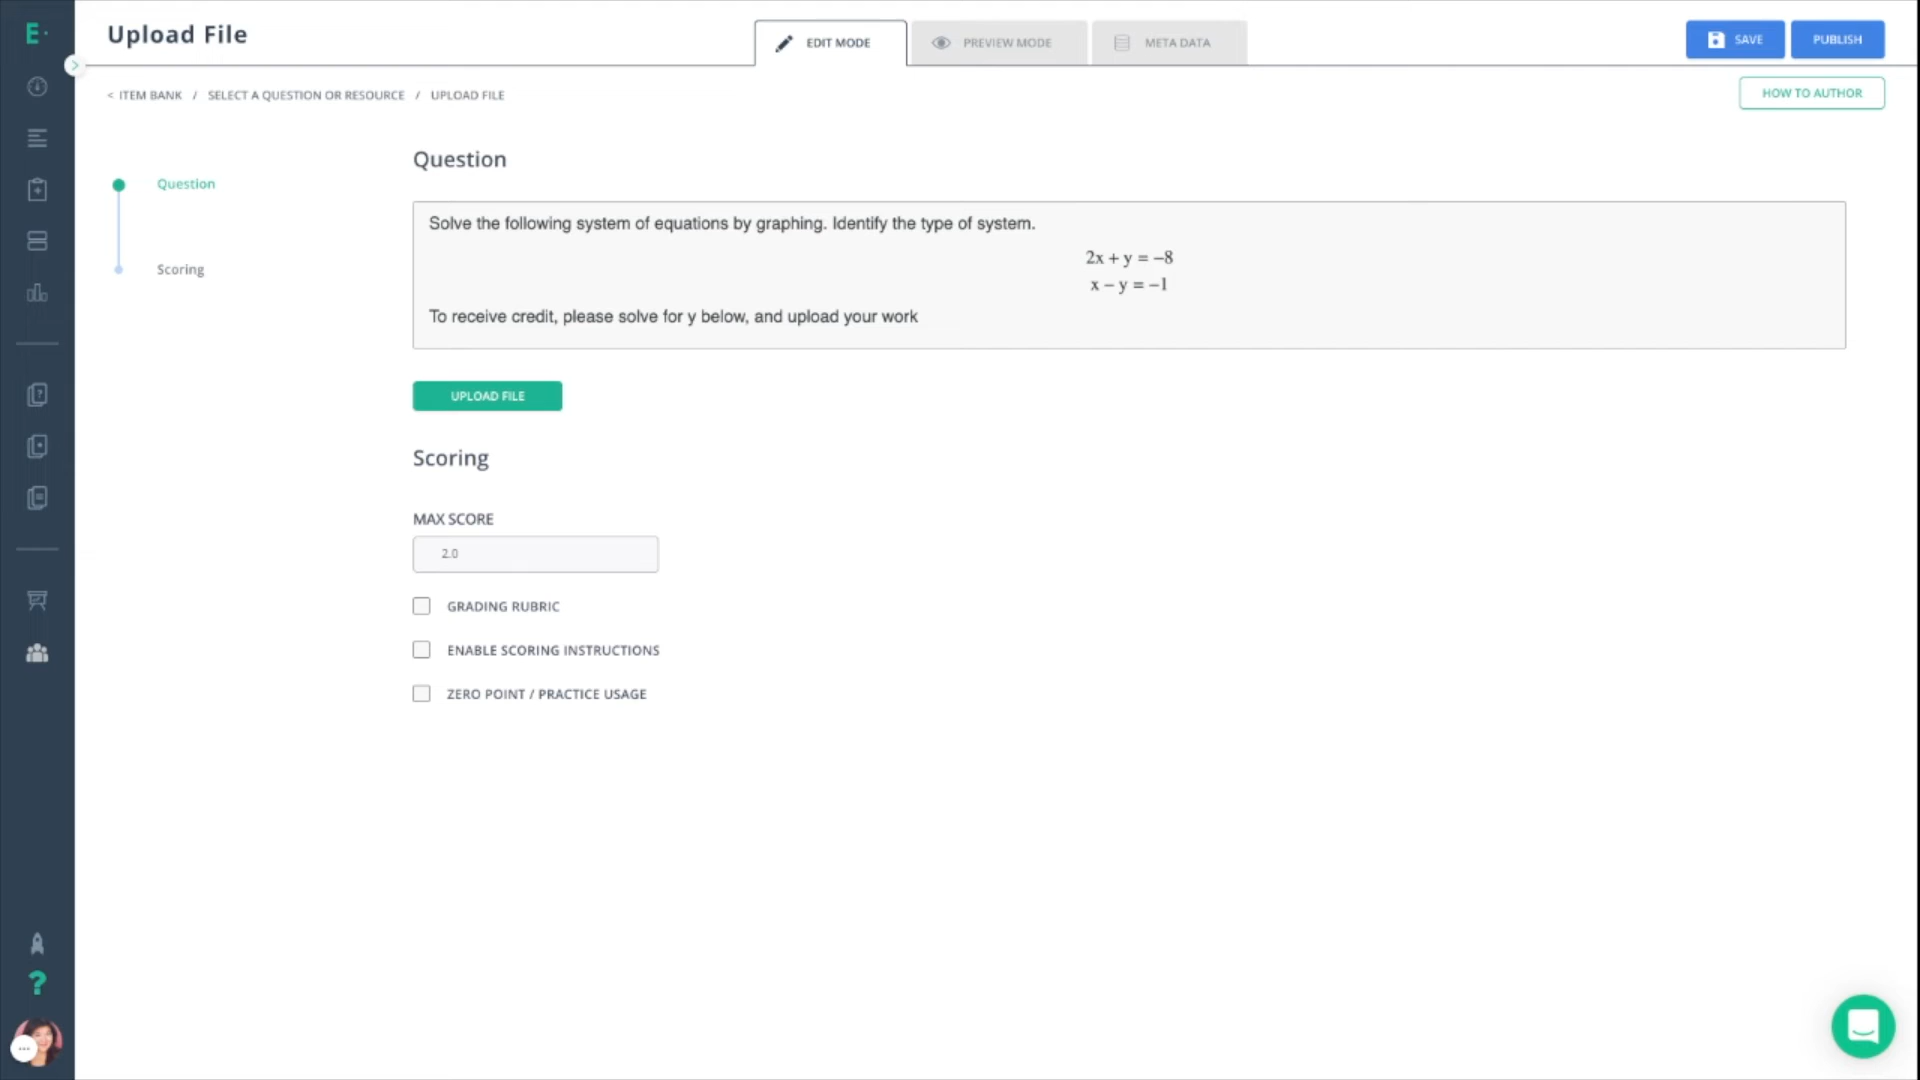 E·
Upload File
EDIT MODE
PREVIEW MODE
META DATA
SAVE
PUBLISH
< ITEM BANK / SELECT A QUESTION OR RESOURCE / UPLOAD FILE
HOW TO AUTHOR
Question
Scoring
Question
Solve the following system of equations by graphing. Identify the type of system.
2x + y = −8
x − y = −1
To receive credit, please solve for y below, and upload your work
UPLOAD FILE
Scoring
MAX SCORE
2.0
GRADING RUBRIC
ENABLE SCORING INSTRUCTIONS
ZERO POINT / PRACTICE USAGE
?